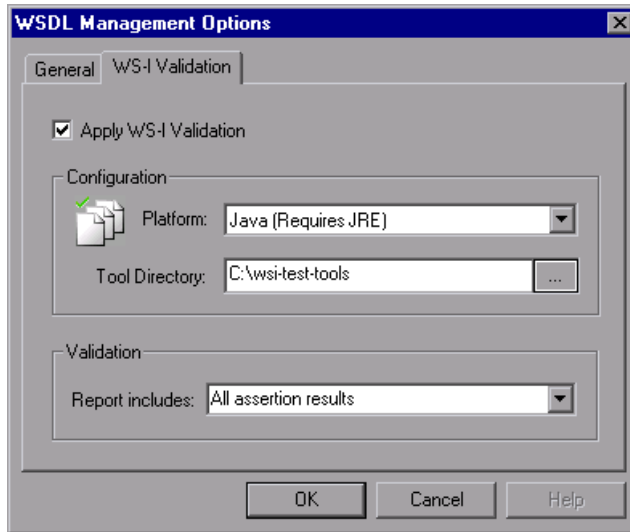 WSDL Management Options
General WS-I Validation
Apply WS-I Validation
Configuration
Platform: Java (Requires JRE)
Tool Directory: C:\wsi-test-tools ...
Validation
Report includes: All assertion results
OK Cancel Help